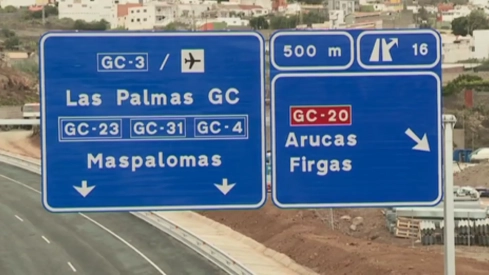 GC-3 /
Las Palmas GC
GC-23 GC-31 GC-4
Maspalomas
500 m 16
GC-20
Arucas
Firgas